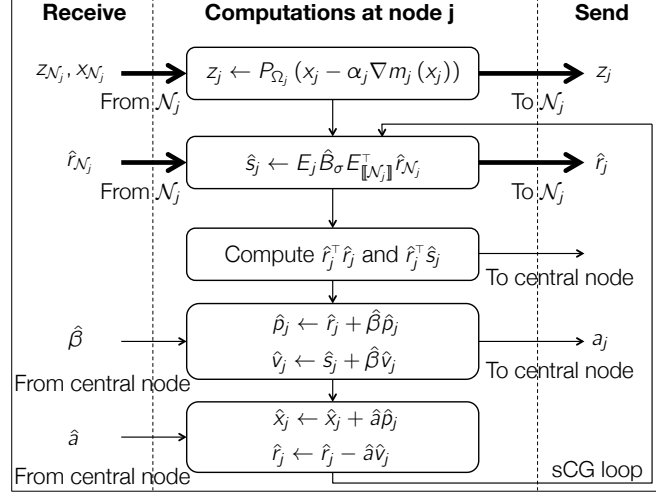 Receive Computations at node j Send
z_{𝒩_j}, x_{𝒩_j} z_j ← P_{Ω_j} (x_j − α_j ∇m_j (x_j)) z_j
From 𝒩_j To 𝒩_j
r̂_{𝒩_j} ŝ_j ← E_j B̂_σ E^⊤_{⟦𝒩_j⟧} r̂_{𝒩_j} r̂_j
From 𝒩_j To 𝒩_j
Compute r̂_j^⊤ r̂_j and r̂_j^⊤ ŝ_j
To central node
p̂_j ← r̂_j + β̂p̂_j
β̂ a_j
v̂_j ← ŝ_j + β̂v̂_j
From central node To central node
x̂_j ← x̂_j + âp̂_j
â
r̂_j ← r̂_j − âv̂_j
From central node sCG loop